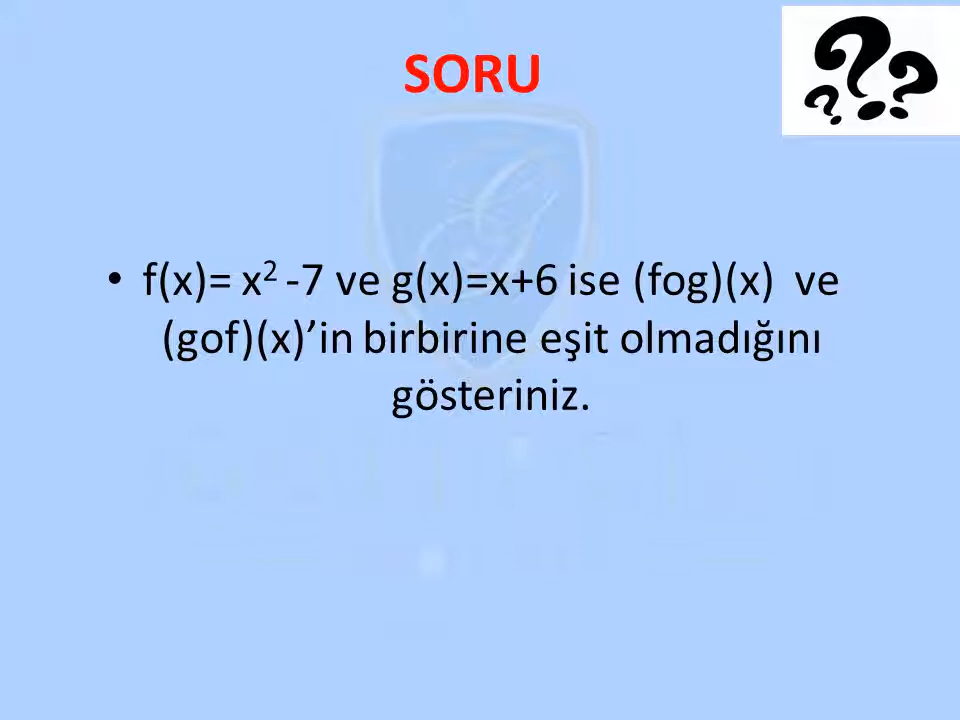 SORU
• f(x)= x² -7 ve g(x)=x+6 ise (fog)(x) ve
(gof)(x)’in birbirine eşit olmadığını
gösteriniz.